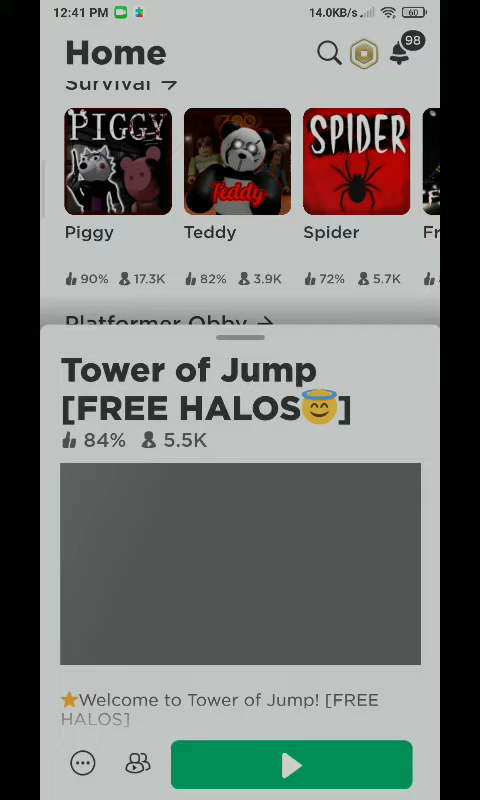 12:41 PM
14.0KB/s
60
Home
98
Survival →
PIGGY
Teddy
SPIDER
Piggy
Teddy
Spider
Fr
90% 17.3K
82% 3.9K
72% 5.7K
Platformer Obby →
Tower of Jump
[FREE HALOS😇]
84% 5.5K
⭐Welcome to Tower of Jump! [FREE
HALOS]